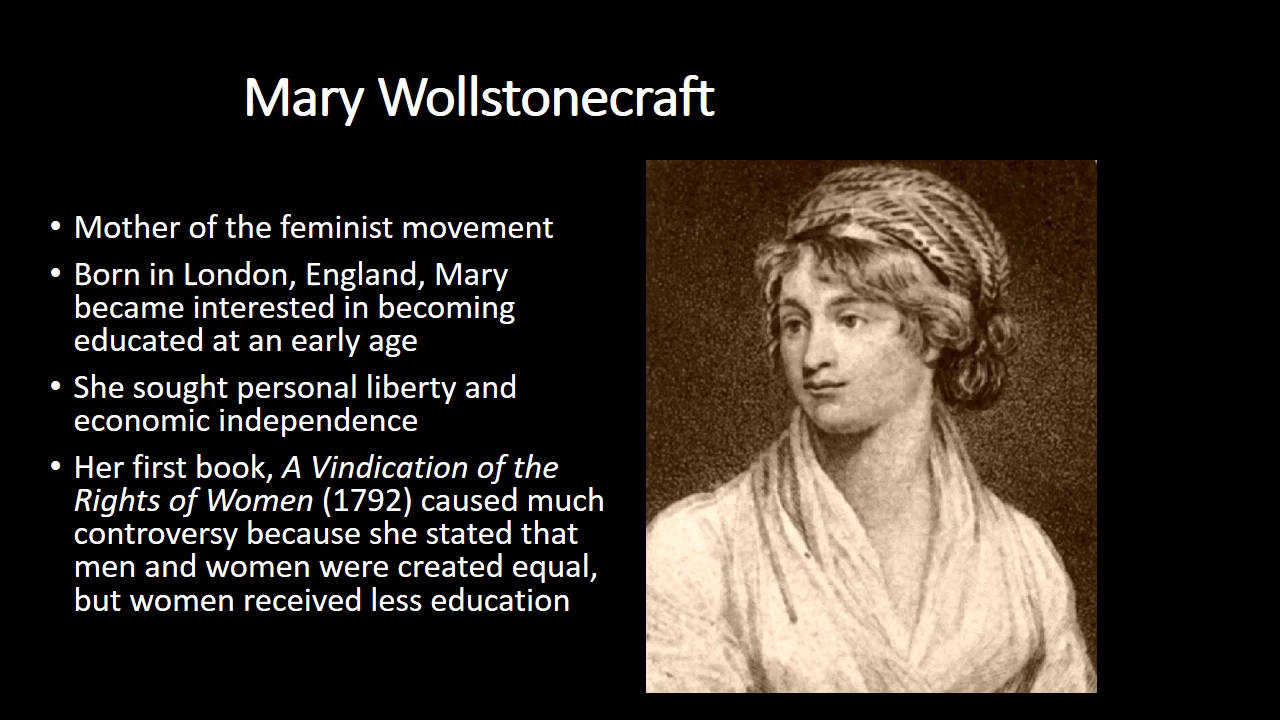 Mary Wollstonecraft
• Mother of the feminist movement
• Born in London, England, Mary
became interested in becoming
educated at an early age
• She sought personal liberty and
economic independence
• Her first book, A Vindication of the
Rights of Women (1792) caused much
controversy because she stated that
men and women were created equal,
but women received less education